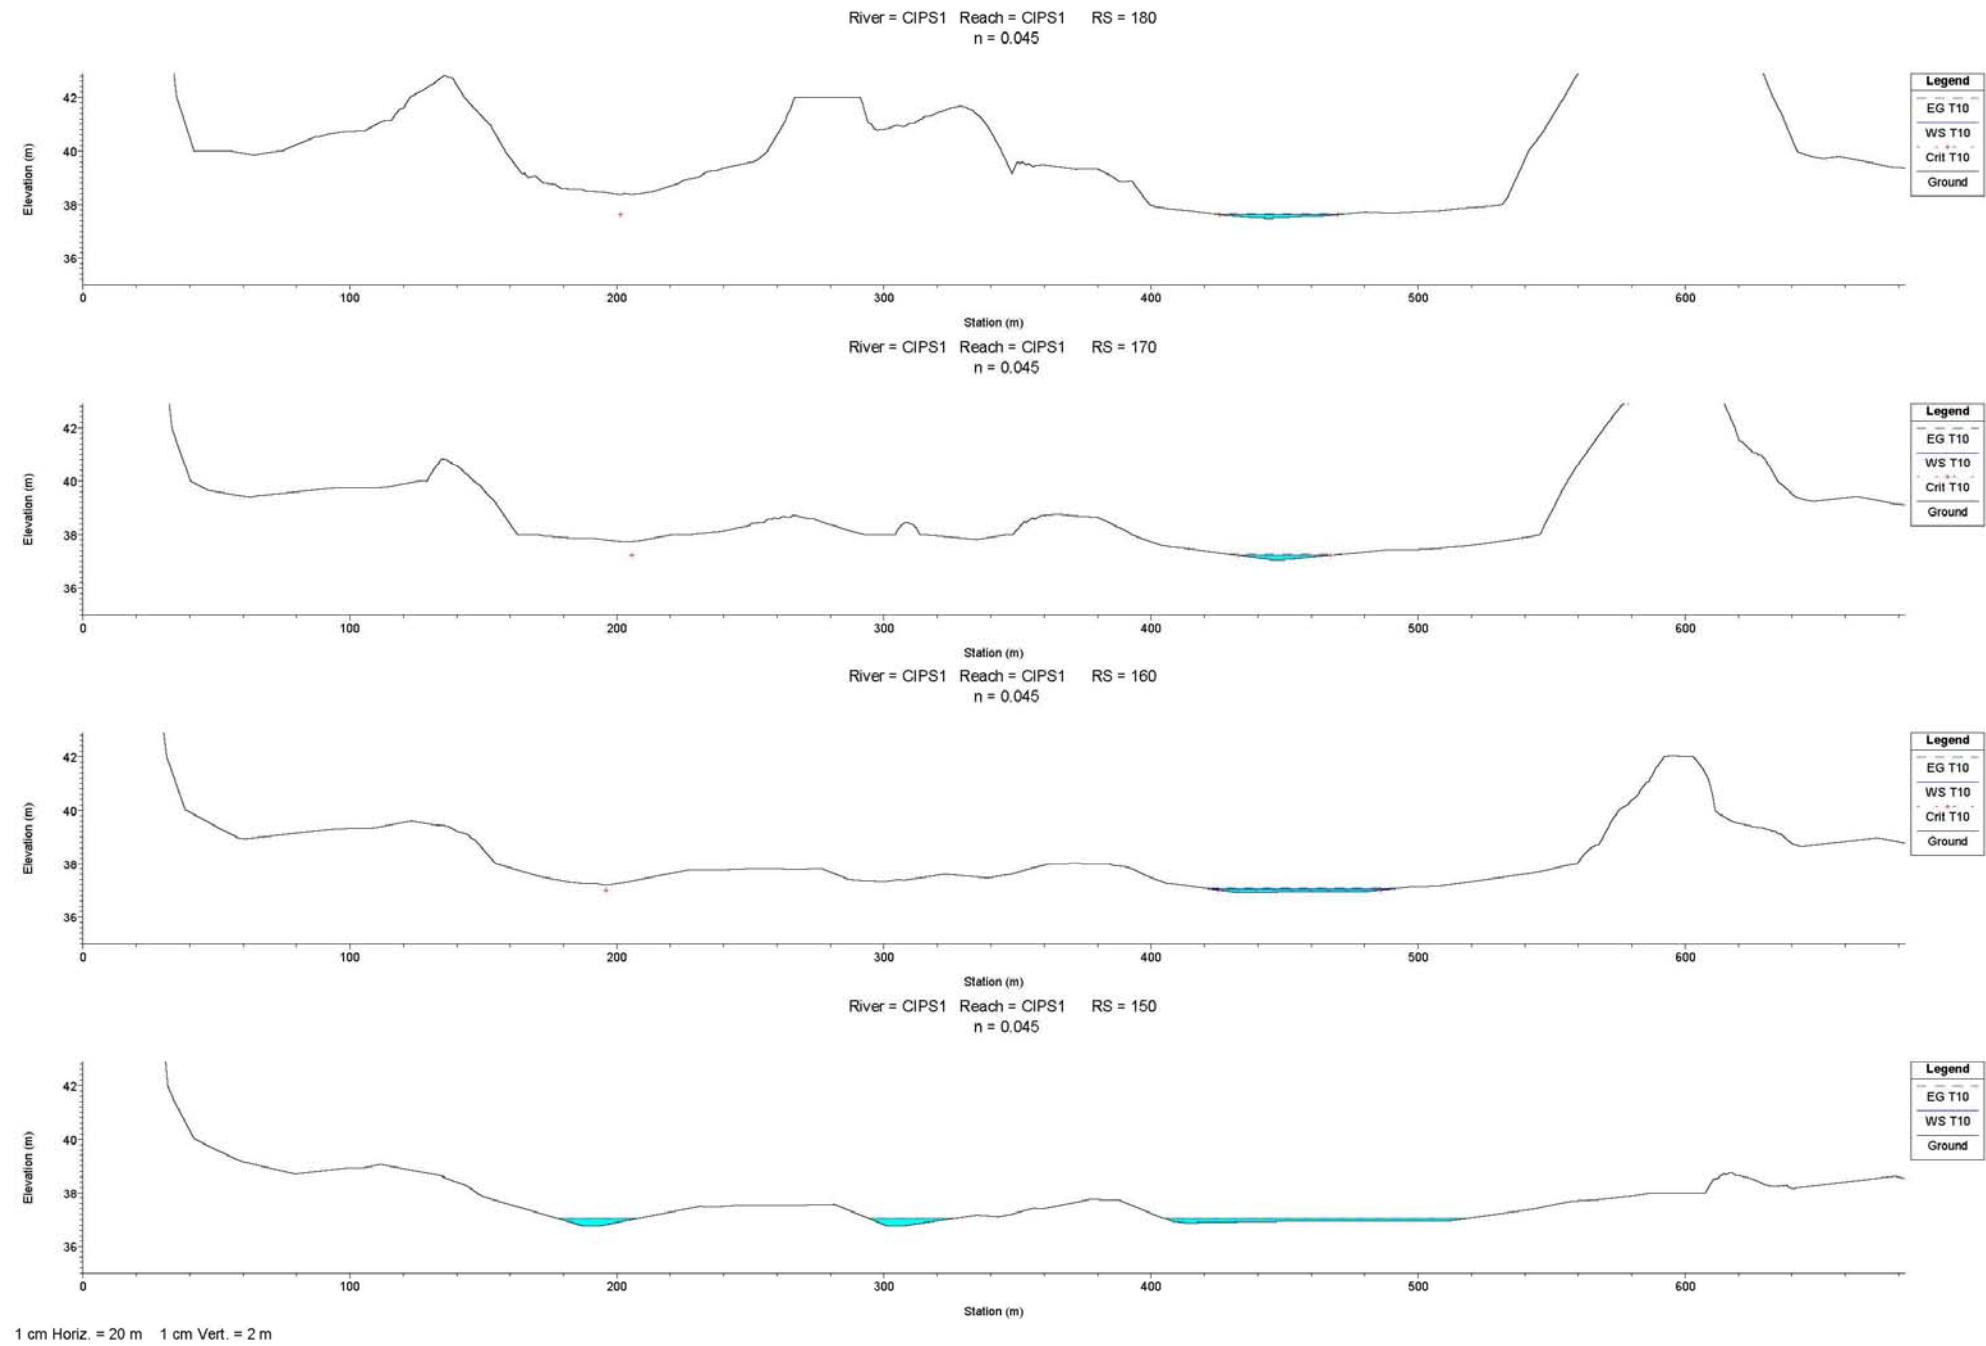 River = CIPS1 Reach = CIPS1 RS = 180
n = 0.045
Elevation (m)
42
40
38
36
0 100 200 300 400 500 600
Station (m)
Legend
EG T10
WS T10
Crit T10
Ground
River = CIPS1 Reach = CIPS1 RS = 170
n = 0.045
Elevation (m)
42
40
38
36
0 100 200 300 400 500 600
Station (m)
Legend
EG T10
WS T10
Crit T10
Ground
River = CIPS1 Reach = CIPS1 RS = 160
n = 0.045
Elevation (m)
42
40
38
36
0 100 200 300 400 500 600
Station (m)
Legend
EG T10
WS T10
Crit T10
Ground
River = CIPS1 Reach = CIPS1 RS = 150
n = 0.045
Elevation (m)
42
40
38
36
0 100 200 300 400 500 600
Station (m)
Legend
EG T10
WS T10
Ground
1 cm Horiz. = 20 m 1 cm Vert. = 2 m